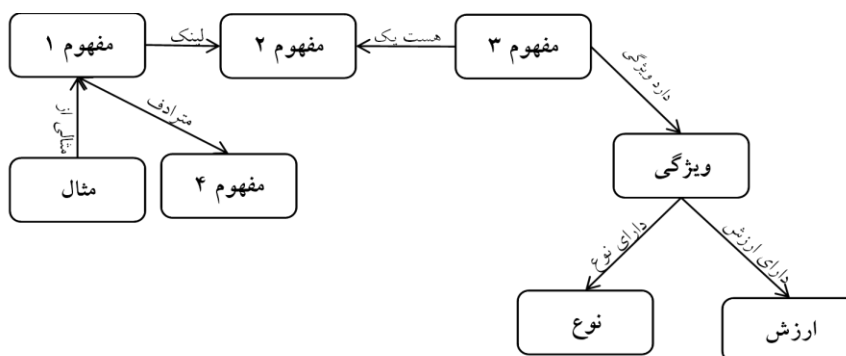 مفهوم ۳
هست یک
مفهوم ۲
لینک
مفهوم ۱
دارد ویژگی
مترادف
مثالی از
ویژگی
مفهوم ۴
مثال
دارای ارزش
دارای نوع
ارزش
نوع